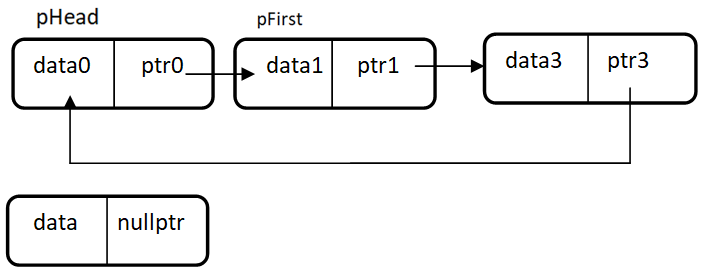 pHead pFirst
data0 ptr0 data1 ptr1 data3 ptr3
data nullptr